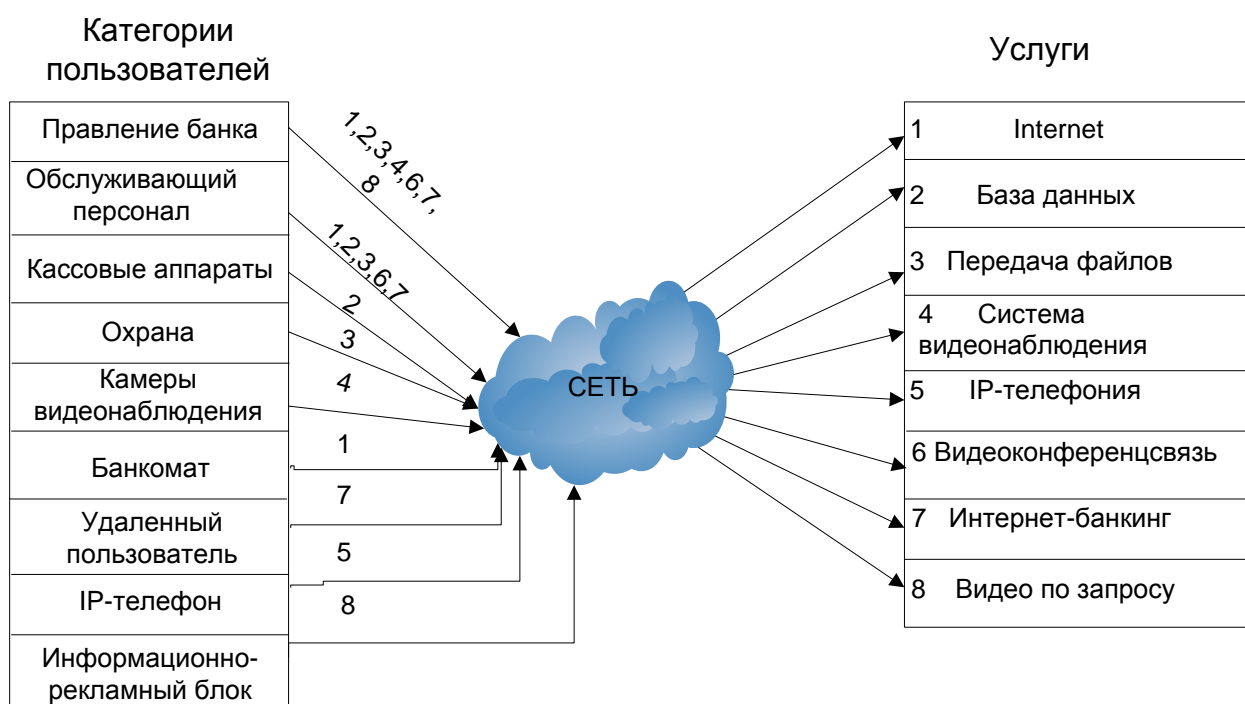 Категории
пользователей
Правление банка
Обслуживающий
персонал
Кассовые аппараты
Охрана
Камеры
видеонаблюдения
Банкомат
Удаленный
пользователь
IP-телефон
Информационно-
рекламный блок
1,2,3,4,6,7,
8
1,2,3,6,7
2
3
4
1
7
5
8
СЕТЬ
Услуги
1 Internet
2 База данных
3 Передача файлов
4 Система
видеонаблюдения
5 IP-телефония
6 Видеоконференцсвязь
7 Интернет-банкинг
8 Видео по запросу